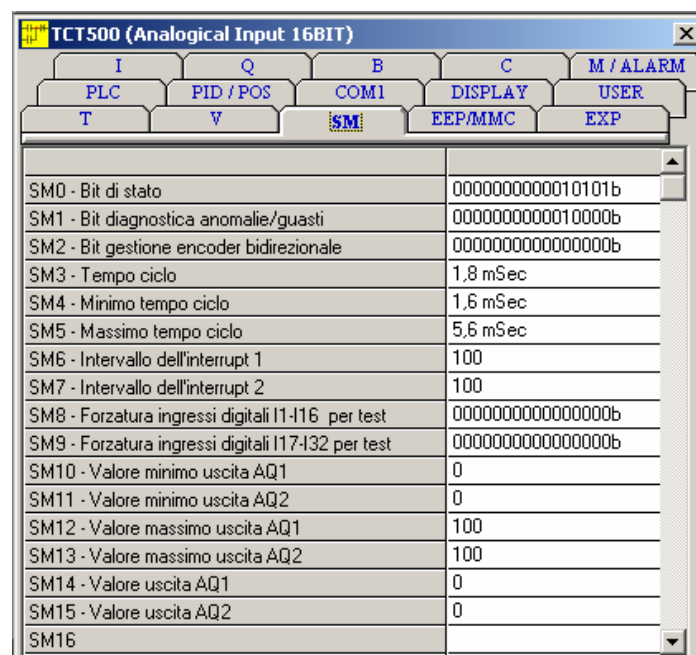 TCT500 (Analogical Input 16BIT)
I Q B C M / ALARM
PLC PID / POS COM1 DISPLAY USER
T V SM EEP/MMC EXP
SM0 - Bit di stato 0000000000010101b
SM1 - Bit diagnostica anomalie/guasti 0000000000010000b
SM2 - Bit gestione encoder bidirezionale 0000000000000000b
SM3 - Tempo ciclo 1,8 mSec
SM4 - Minimo tempo ciclo 1,6 mSec
SM5 - Massimo tempo ciclo 5,6 mSec
SM6 - Intervallo dell'interrupt 1 100
SM7 - Intervallo dell'interrupt 2 100
SM8 - Forzatura ingressi digitali I1-I16 per test 0000000000000000b
SM9 - Forzatura ingressi digitali I17-I32 per test 0000000000000000b
SM10 - Valore minimo uscita AQ1 0
SM11 - Valore minimo uscita AQ2 0
SM12 - Valore massimo uscita AQ1 100
SM13 - Valore massimo uscita AQ2 100
SM14 - Valore uscita AQ1 0
SM15 - Valore uscita AQ2 0
SM16